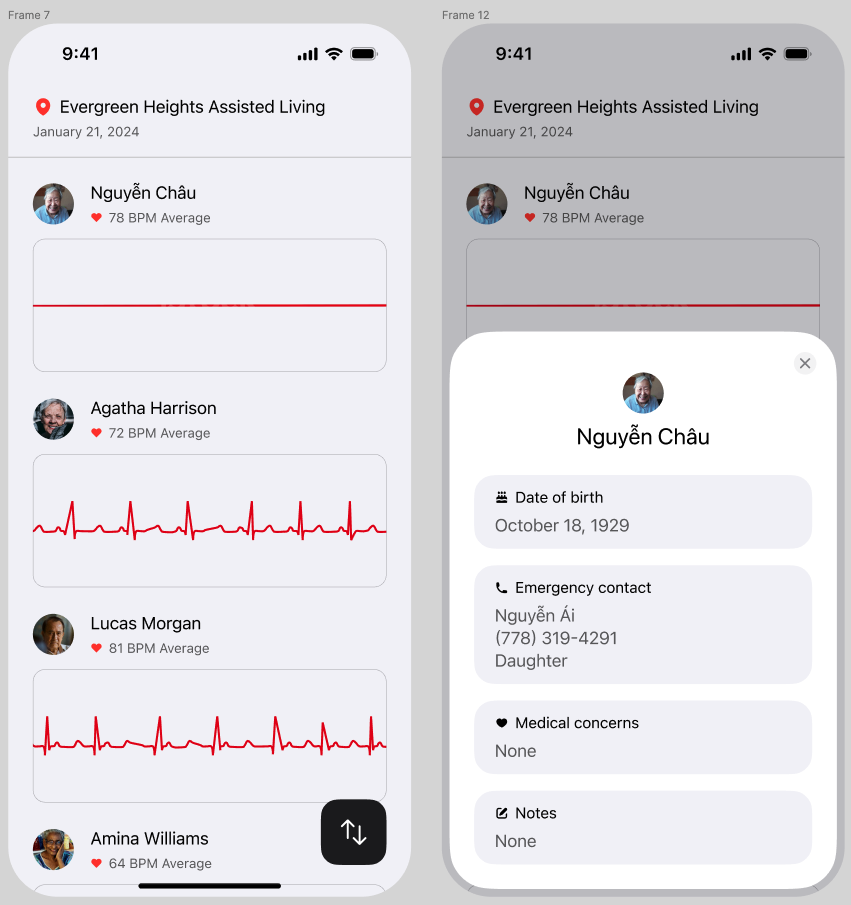 Frame 7
9:41
Evergreen Heights Assisted Living
January 21, 2024
Nguyễn Châu
78 BPM Average
Agatha Harrison
72 BPM Average
Lucas Morgan
81 BPM Average
Amina Williams
64 BPM Average
Frame 12
9:41
Evergreen Heights Assisted Living
January 21, 2024
Nguyễn Châu
78 BPM Average
Nguyễn Châu
Date of birth
October 18, 1929
Emergency contact
Nguyễn Ái
(778) 319-4291
Daughter
Medical concerns
None
Notes
None